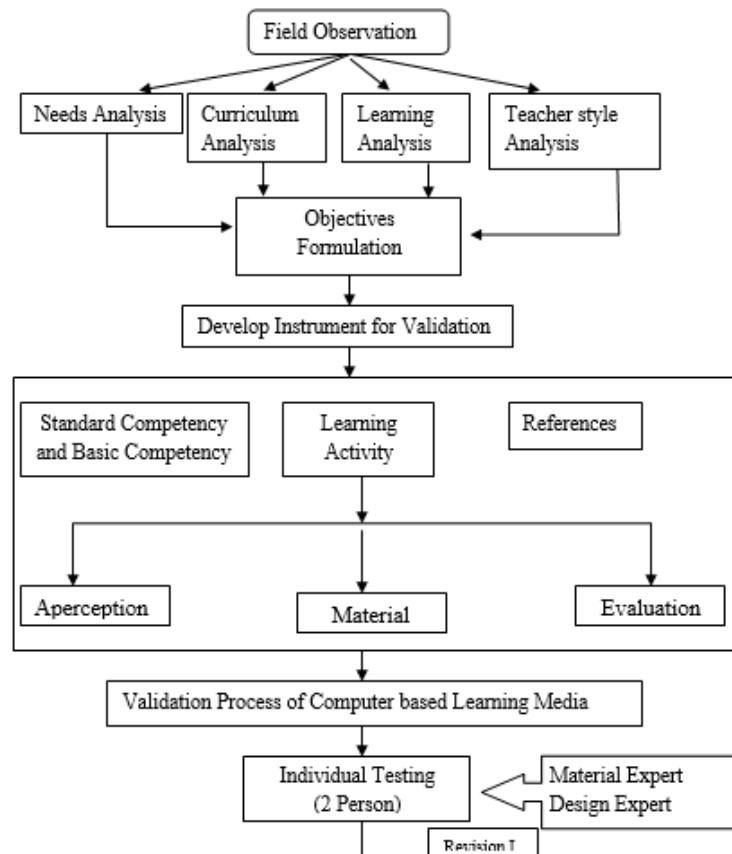 Field Observation
Needs Analysis
Curriculum
Analysis
Learning
Analysis
Teacher style
Analysis
Objectives
Formulation
Develop Instrument for Validation
Standard Competency
and Basic Competency
Learning
Activity
References
Aperception
Material
Evaluation
Validation Process of Computer based Learning Media
Individual Testing
(2 Person)
Material Expert
Design Expert
Revision I